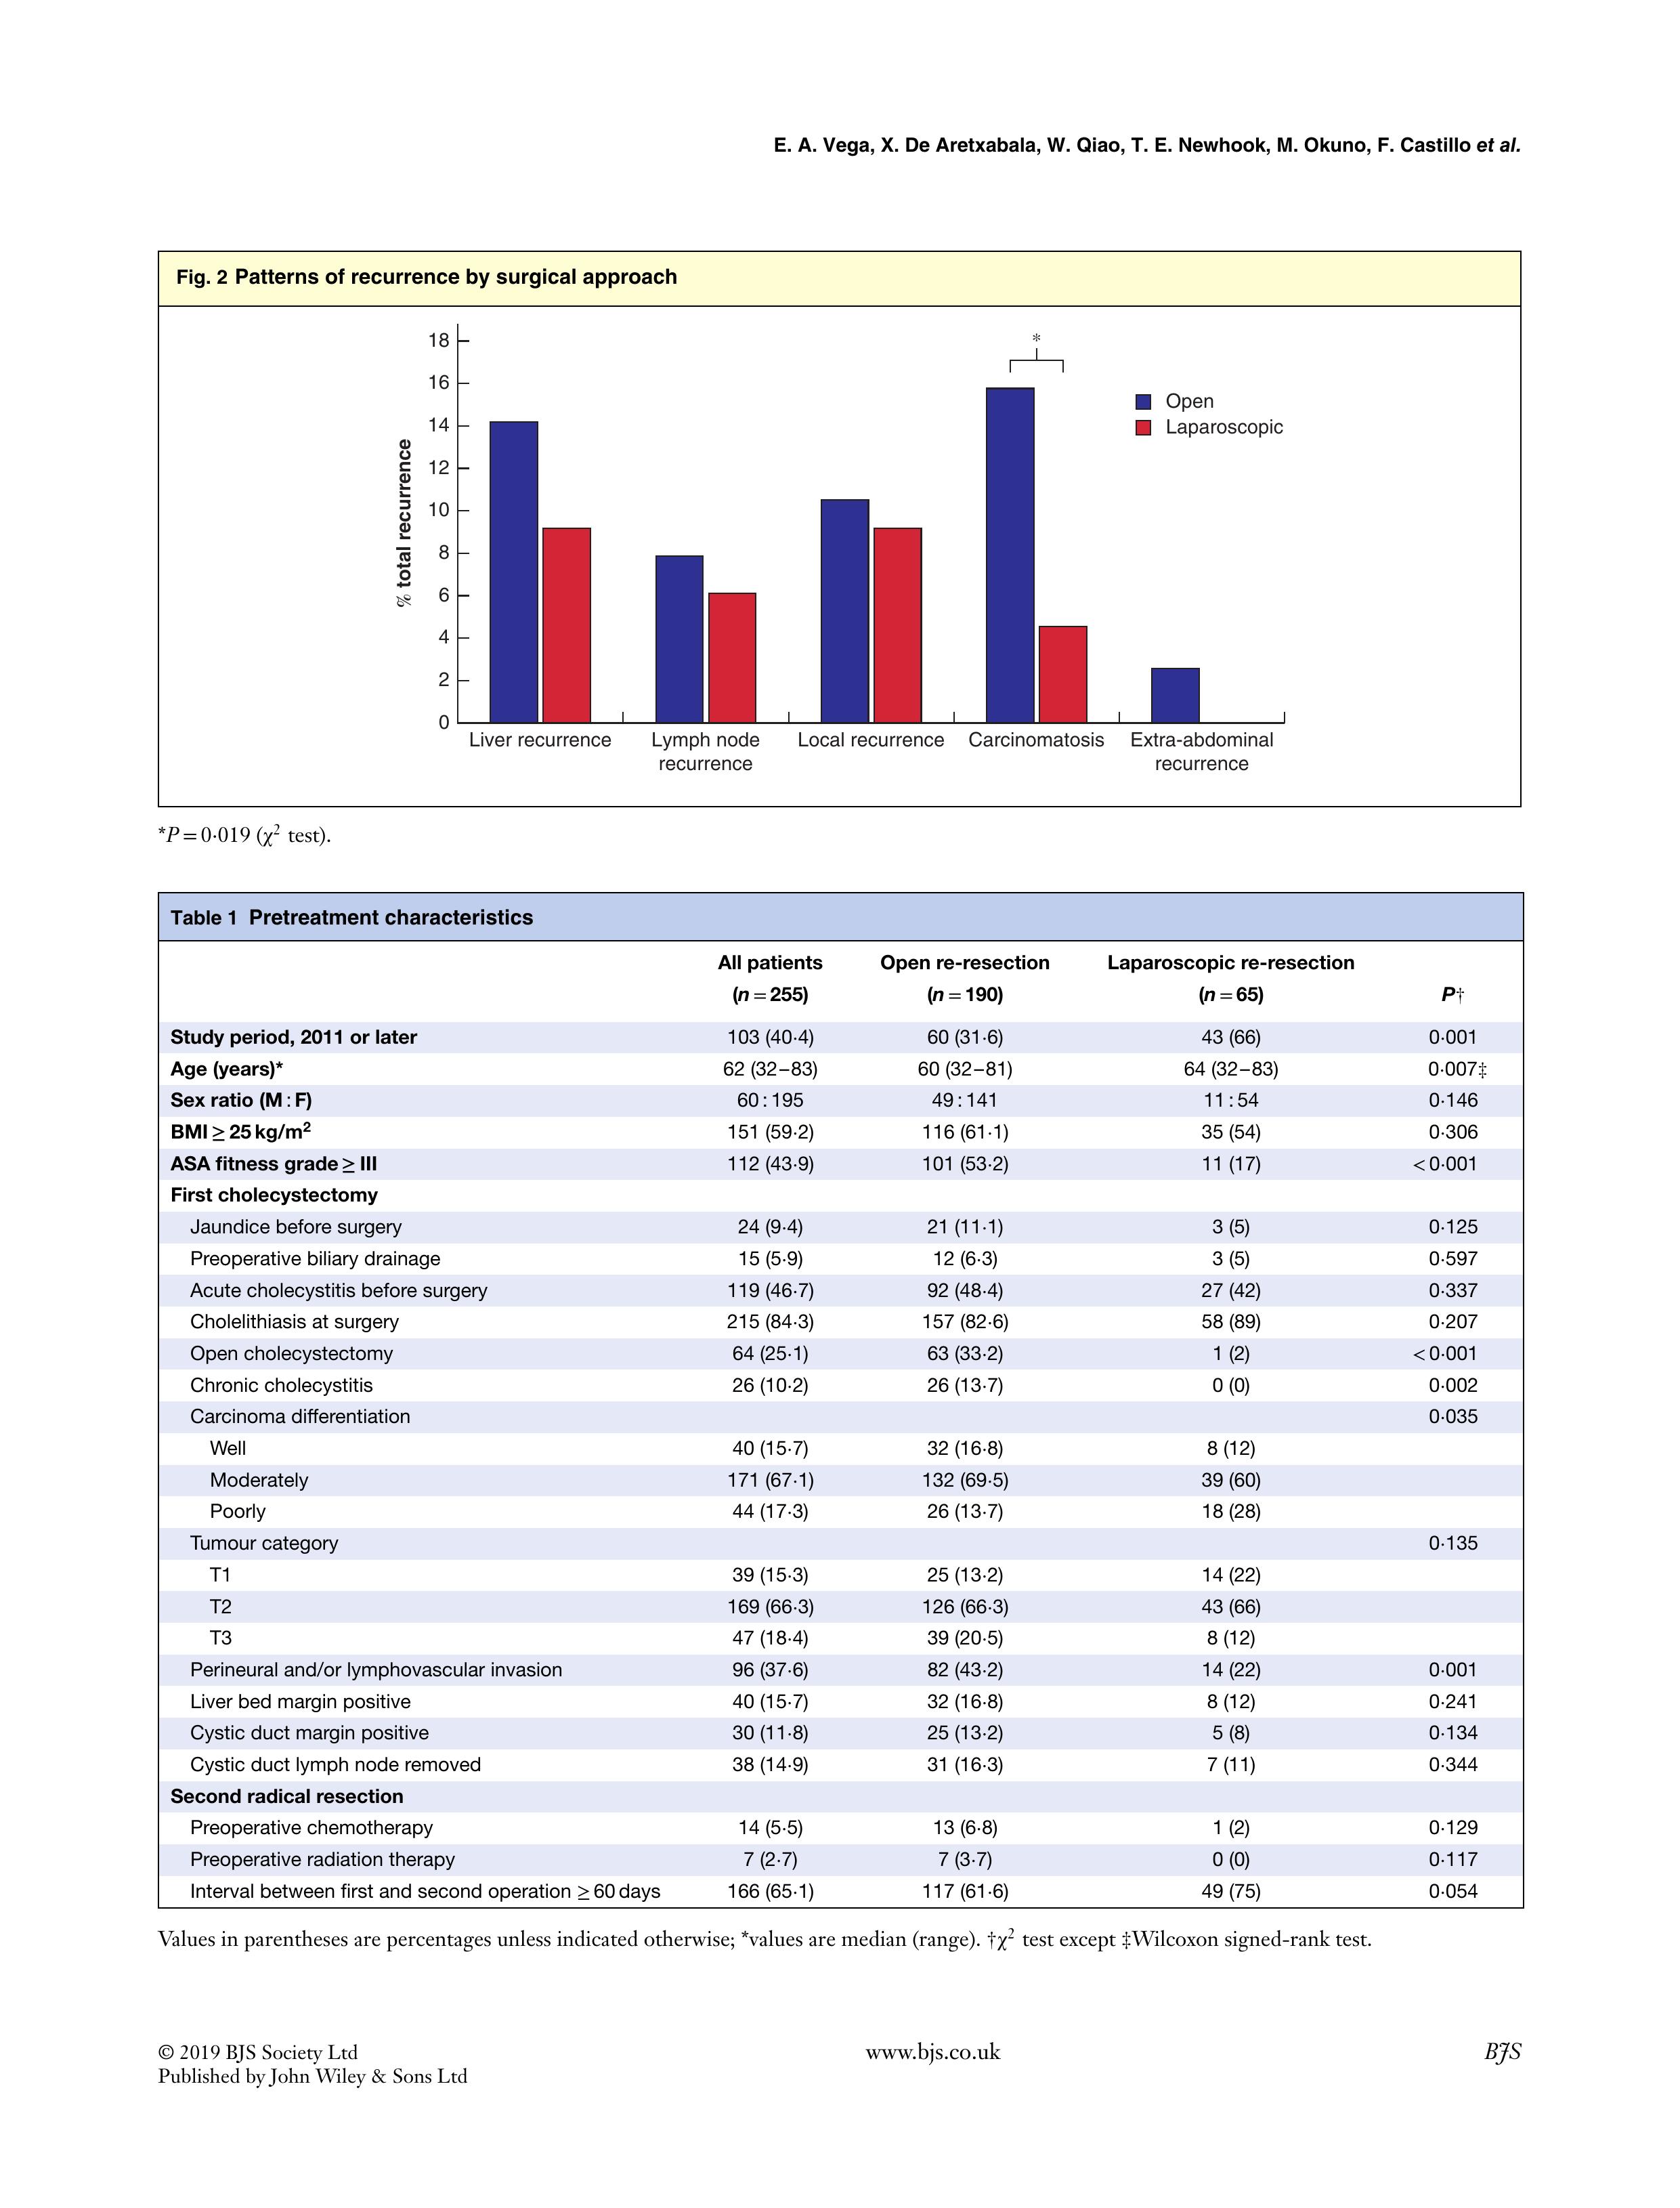 E. A. Vega, X. De Aretxabala, W. Qiao, T. E. Newhook, M. Okuno, F. Castillo et al.
Fig. 2 Patterns of recurrence by surgical approach
18
16
14
12
10
8
6
4
2
0
% total recurrence
*
Open
Laparoscopic
Liver recurrence
Lymph node
recurrence
Local recurrence
Carcinomatosis
Extra-abdominal
recurrence
*P = 0·019 (χ² test).
Table 1 Pretreatment characteristics
All patients Open re-resection Laparoscopic re-resection
(n = 255) (n = 190) (n = 65) P†
Study period, 2011 or later 103 (40·4) 60 (31·6) 43 (66) 0·001
Age (years)* 62 (32–83) 60 (32–81) 64 (32–83) 0·007‡
Sex ratio (M : F) 60 : 195 49 : 141 11 : 54 0·146
BMI ≥ 25 kg/m² 151 (59·2) 116 (61·1) 35 (54) 0·306
ASA fitness grade ≥ III 112 (43·9) 101 (53·2) 11 (17) < 0·001
First cholecystectomy
Jaundice before surgery 24 (9·4) 21 (11·1) 3 (5) 0·125
Preoperative biliary drainage 15 (5·9) 12 (6·3) 3 (5) 0·597
Acute cholecystitis before surgery 119 (46·7) 92 (48·4) 27 (42) 0·337
Cholelithiasis at surgery 215 (84·3) 157 (82·6) 58 (89) 0·207
Open cholecystectomy 64 (25·1) 63 (33·2) 1 (2) < 0·001
Chronic cholecystitis 26 (10·2) 26 (13·7) 0 (0) 0·002
Carcinoma differentiation 0·035
Well 40 (15·7) 32 (16·8) 8 (12)
Moderately 171 (67·1) 132 (69·5) 39 (60)
Poorly 44 (17·3) 26 (13·7) 18 (28)
Tumour category 0·135
T1 39 (15·3) 25 (13·2) 14 (22)
T2 169 (66·3) 126 (66·3) 43 (66)
T3 47 (18·4) 39 (20·5) 8 (12)
Perineural and/or lymphovascular invasion 96 (37·6) 82 (43·2) 14 (22) 0·001
Liver bed margin positive 40 (15·7) 32 (16·8) 8 (12) 0·241
Cystic duct margin positive 30 (11·8) 25 (13·2) 5 (8) 0·134
Cystic duct lymph node removed 38 (14·9) 31 (16·3) 7 (11) 0·344
Second radical resection
Preoperative chemotherapy 14 (5·5) 13 (6·8) 1 (2) 0·129
Preoperative radiation therapy 7 (2·7) 7 (3·7) 0 (0) 0·117
Interval between first and second operation ≥ 60 days 166 (65·1) 117 (61·6) 49 (75) 0·054
Values in parentheses are percentages unless indicated otherwise; *values are median (range). †χ² test except ‡Wilcoxon signed-rank test.
© 2019 BJS Society Ltd www.bjs.co.uk BJS
Published by John Wiley & Sons Ltd